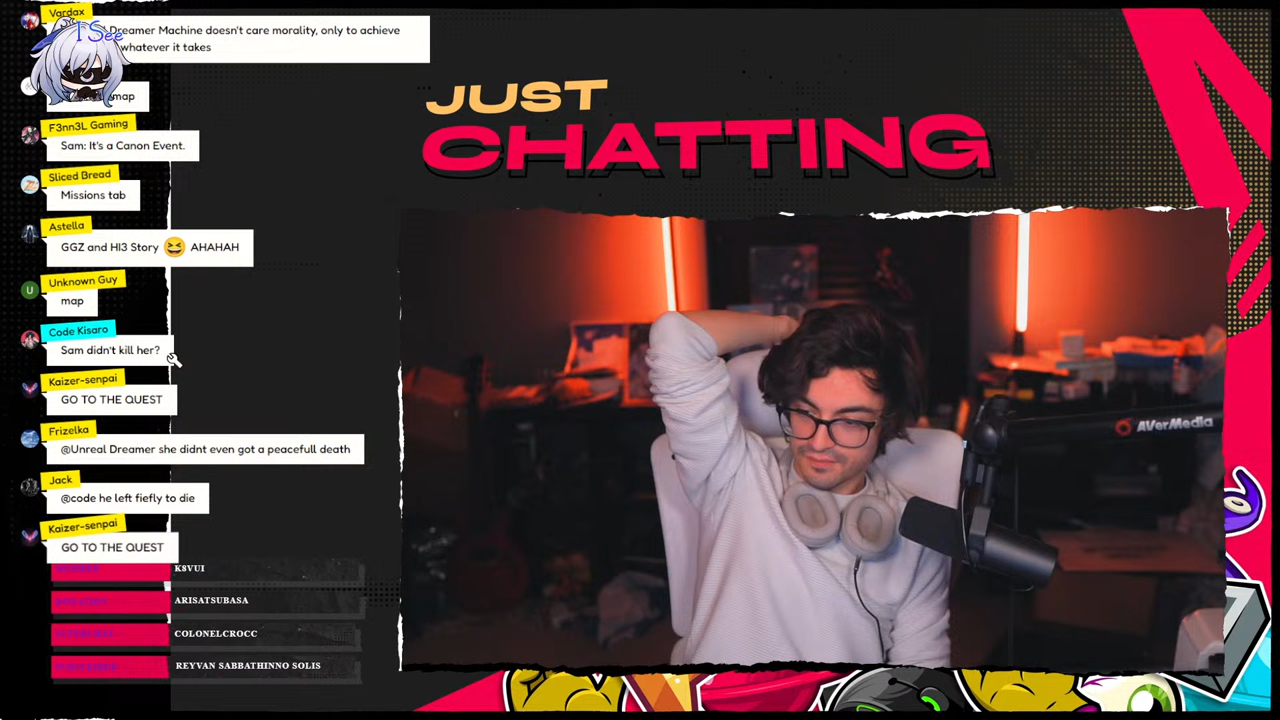 Vardax
Dreamer Machine doesn't care morality, only to achieve
whatever it takes
I See
map
F3nn3L Gaming
Sam: It's a Canon Event.
Sliced Bread
Missions tab
Astella
GGZ and HI3 Story 😆 AHAHAH
Unknown Guy
U
map
Code Kisaro
Sam didn't kill her?
Kaizer-senpai
GO TO THE QUEST
Frizelka
@Unreal Dreamer she didnt even got a peacefull death
Jack
@code he left fiefly to die
Kaizer-senpai
GO TO THE QUEST
K8VUI
ARISATSUBASA
COLONELCROCC
REYVAN SABBATHINNO SOLIS
JUST
CHATTING
AVerMedia